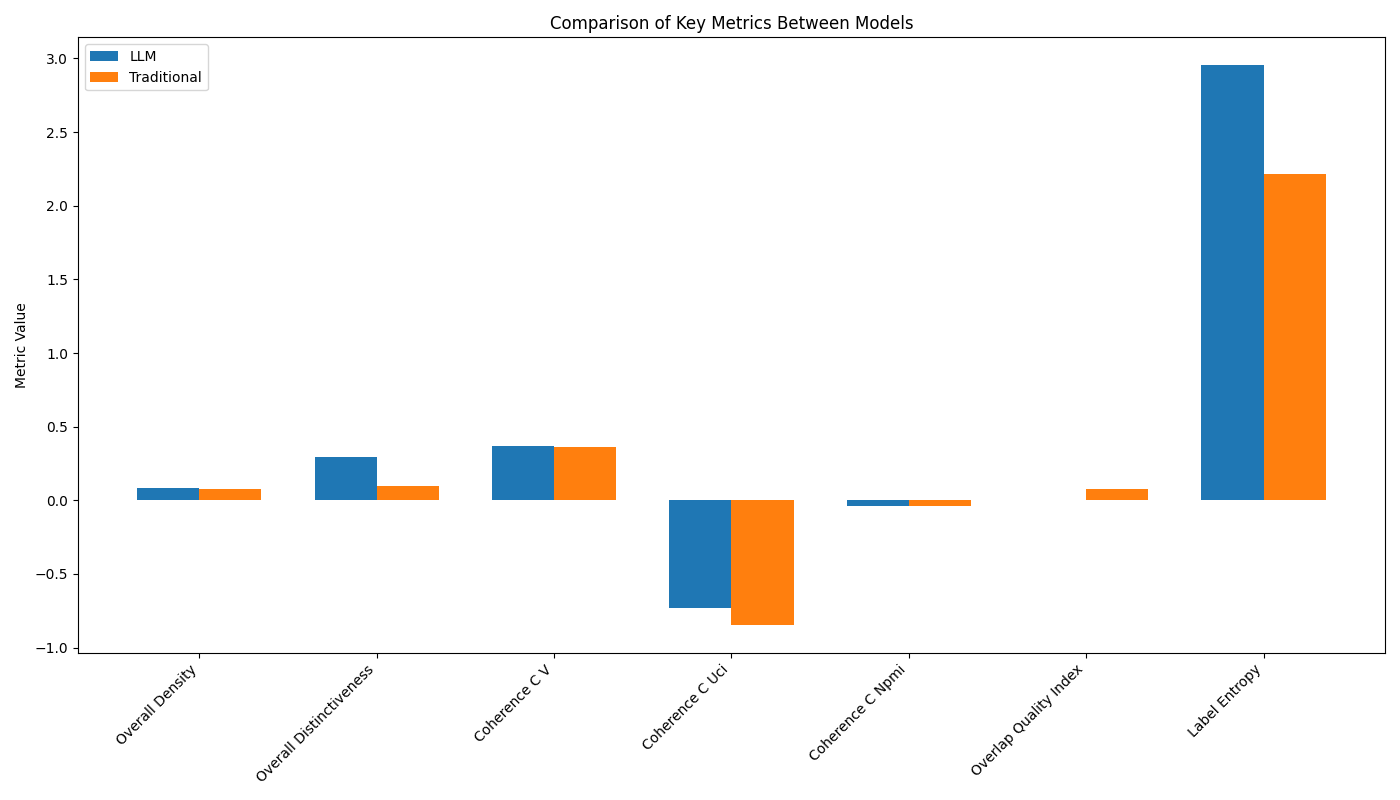 Comparison of Key Metrics Between Models
LLM
Traditional
Metric Value
3.0
2.5
2.0
1.5
1.0
0.5
0.0
−0.5
−1.0
Overall Density
Overall Distinctiveness
Coherence C V
Coherence C Uci
Coherence C Npmi
Overlap Quality Index
Label Entropy